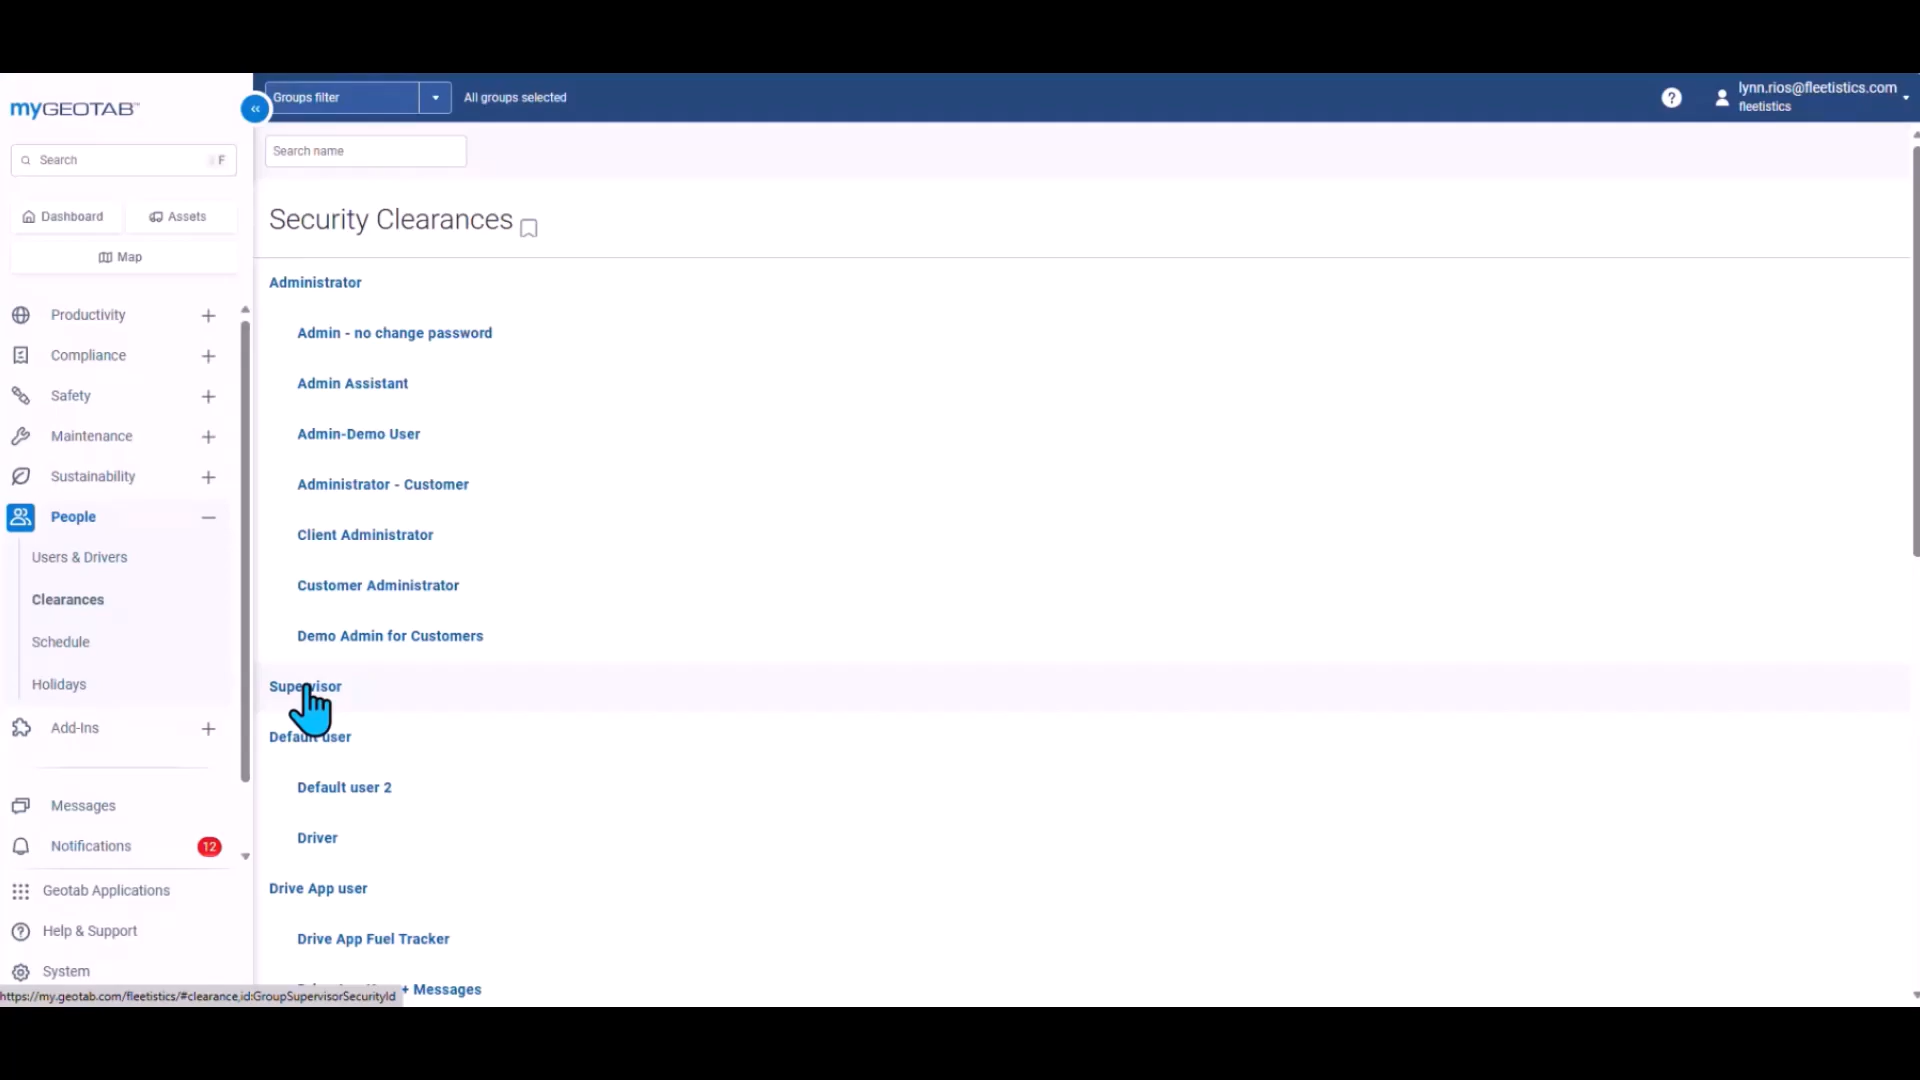 myGEOTAB™
Search F
Dashboard
Assets
Map
Productivity
Compliance
Safety
Maintenance
Sustainability
People
Users & Drivers
Clearances
Schedule
Holidays
Add-Ins
Messages
Notifications 12
Geotab Applications
Help & Support
System
https://my.geotab.com/fleetistics/#clearance,id:GroupSupervisorSecurityId
Groups filter
All groups selected
?
lynn.rios@fleetistics.com
fleetistics
Search name
Security Clearances
Administrator
Admin - no change password
Admin Assistant
Admin-Demo User
Administrator - Customer
Client Administrator
Customer Administrator
Demo Admin for Customers
Supervisor
Default user
Default user 2
Driver
Drive App user
Drive App Fuel Tracker
+ Messages